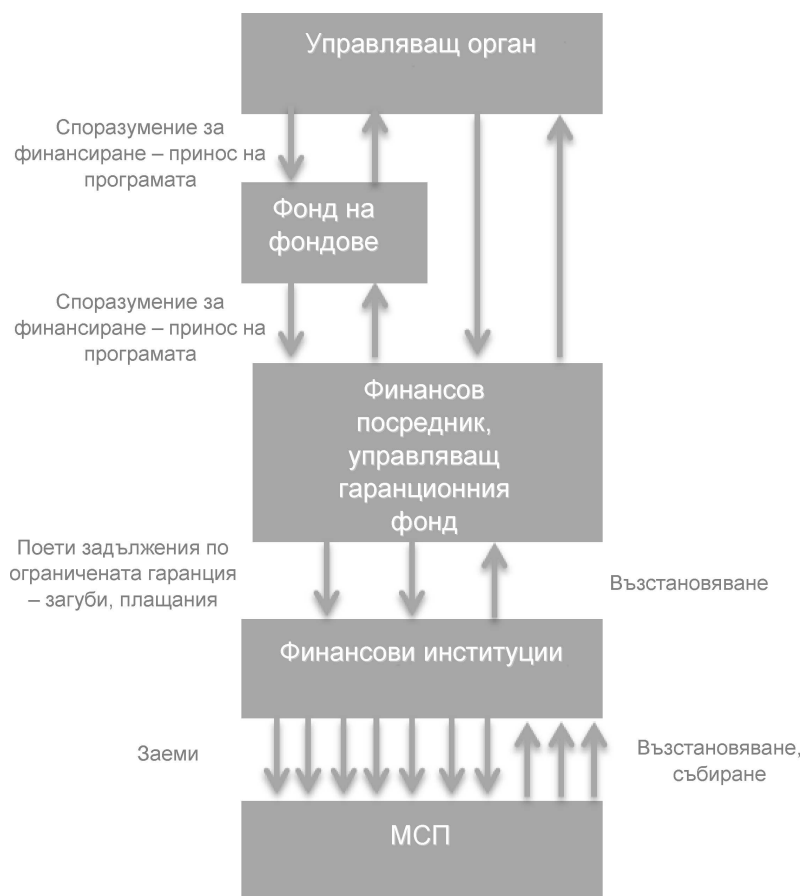 Управляващ орган
Споразумение за
финансиране – принос на
програмата
Фонд на
фондове
Споразумение за
финансиране – принос на
програмата
Финансов
посредник,
управляващ
гаранционния
фонд
Поети задължения по
ограничената гаранция
– загуби, плащания
Възстановяване
Финансови институции
Заеми
Възстановяване,
събиране
МСП